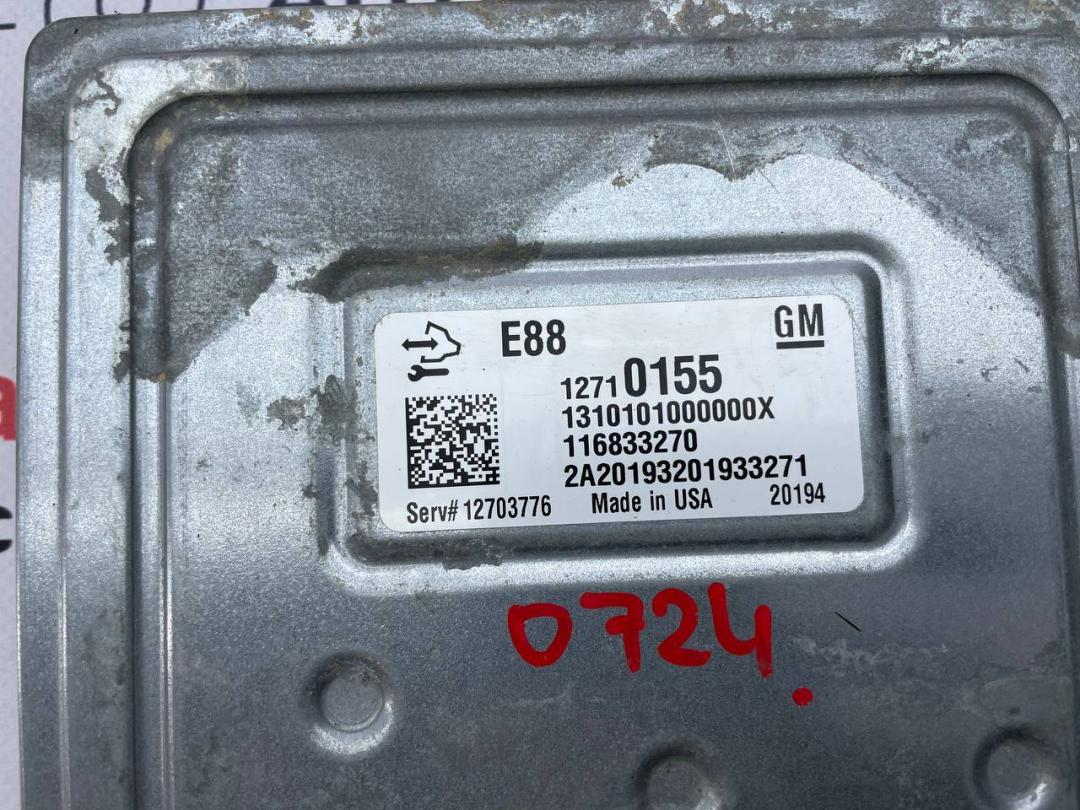 E88
GM
12710155
1310101000000X
116833270
2A20193201933271
Serv# 12703776 Made in USA 20194
0724.